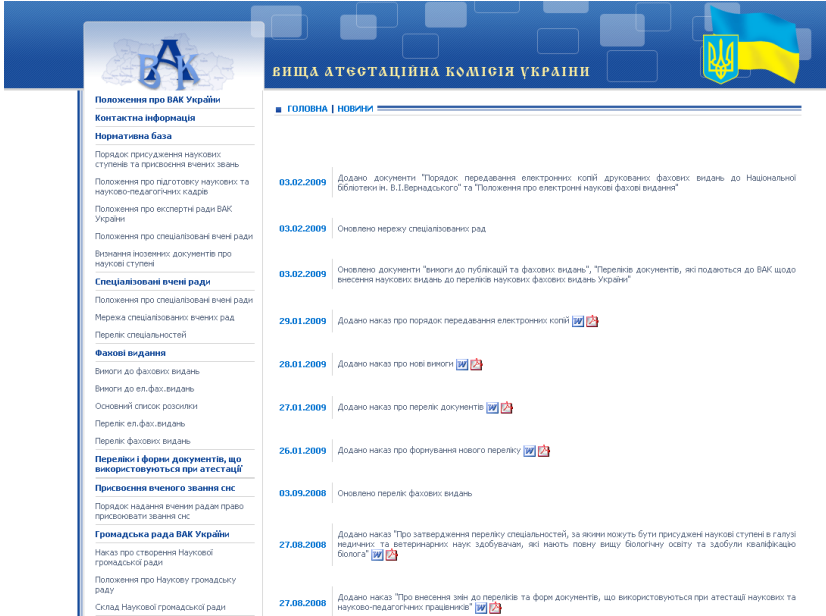 ВАК
ВИЩА АТЕСТАЦІЙНА КОМІСІЯ УКРАЇНИ
Положення про ВАК України
Контактна інформація
Нормативна база
Порядок присудження наукових
ступенів та присвоєння вчених звань
Положення про підготовку наукових та
науково-педагогічних кадрів
Положення про експертні ради ВАК
України
Положення про спеціалізовані вчені ради
Визнання іноземних документів про
наукові ступені
Спеціалізовані вчені ради
Положення про спеціалізовані вчені ради
Мережа спеціалізованих вчених рад
Перелік спеціальностей
Фахові видання
Вимоги до фахових видань
Вимоги до ел.фах.видань
Основний список розсилки
Перелік ел.фах.видань
Перелік фахових видань
Переліки і форми документів, що
використовуються при атестації
Присвоєння вченого звання снс
Порядок надання вченим радам право
присвоювати звання снс
Громадська рада ВАК України
Наказ про створення Наукової
громадської ради
Положення про Наукову громадську
раду
Склад Наукової громадської ради
ГОЛОВНА | НОВИНИ
03.02.2009 Додано документи "Порядок передавання електронних копій друкованих фахових видань до Національної
бібліотеки ін. В.І.Вернадського" та "Положення про електронні наукові фахові видання"
03.02.2009 Оновлено мережу спеціалізованих рад
03.02.2009 Оновлено документи "вимоги до публікацій та фахових видань", "Переліків документів, які подаються до ВАК щодо
внесення наукових видань до переліків наукових фахових видань України"
29.01.2009 Додано наказ про порядок передавання електронних копій
28.01.2009 Додано наказ про нові вимоги
27.01.2009 Додано наказ про перелік документів
26.01.2009 Додано наказ про формування нового переліку
03.09.2008 Оновлено перелік фахових видань
27.08.2008 Додано наказ "Про затвердження переліку спеціальностей, за якими можуть бути присуджені наукові ступені в галузі
медичних та ветеринарних наук здобувачам, які мають повну вищу біологічну освіту та здобули кваліфікацію
біолога"
27.08.2008 Додано наказ "Про внесення змін до переліків та форм документів, що використовуються при атестації наукових та
науково-педагогічних працівників"